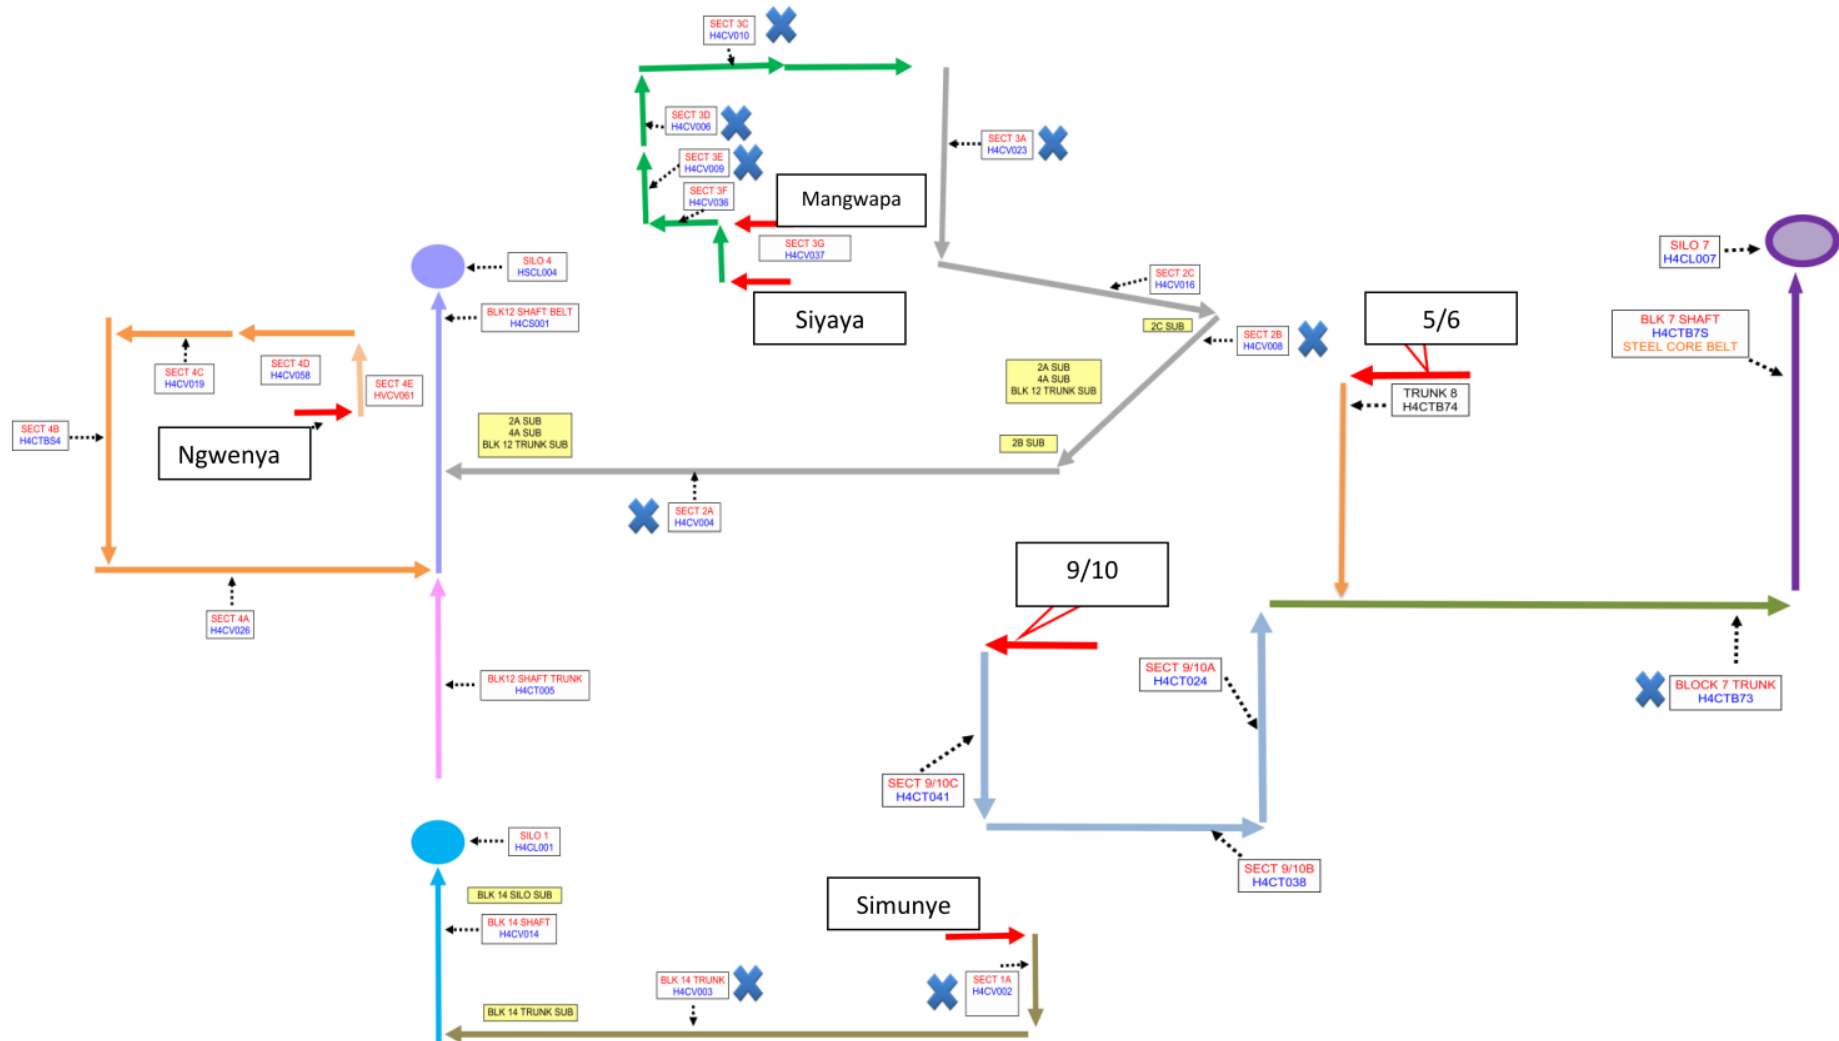 SECT 3C
H4CV010
SECT 3D
H4CV006
SECT 3E
H4CV009
SECT 3F
H4CV036
Mangwapa
SECT 3G
H4CV037
Siyaya
SECT 3A
H4CV023
SECT 2C
H4CV016
2C SUB
SECT 2B
H4CV008
2A SUB
4A SUB
BLK 12 TRUNK SUB
2B SUB
SILO 4
HSCL004
BLK12 SHAFT BELT
H4CS001
SECT 4C
H4CV019
SECT 4D
H4CV058
SECT 4E
HVCV061
SECT 4B
H4CTBS4
Ngwenya
2A SUB
4A SUB
BLK 12 TRUNK SUB
SECT 2A
H4CV004
SECT 4A
H4CV026
BLK12 SHAFT TRUNK
H4CT005
SILO 7
H4CL007
5/6
BLK 7 SHAFT
H4CTB7S
STEEL CORE BELT
TRUNK 8
H4CTB74
9/10
SECT 9/10A
H4CT024
BLOCK 7 TRUNK
H4CTB73
SECT 9/10C
H4CT041
SECT 9/10B
H4CT038
SILO 1
H4CL001
BLK 14 SILO SUB
BLK 14 SHAFT
H4CV014
Simunye
BLK 14 TRUNK
H4CV003
SECT 1A
H4CV002
BLK 14 TRUNK SUB